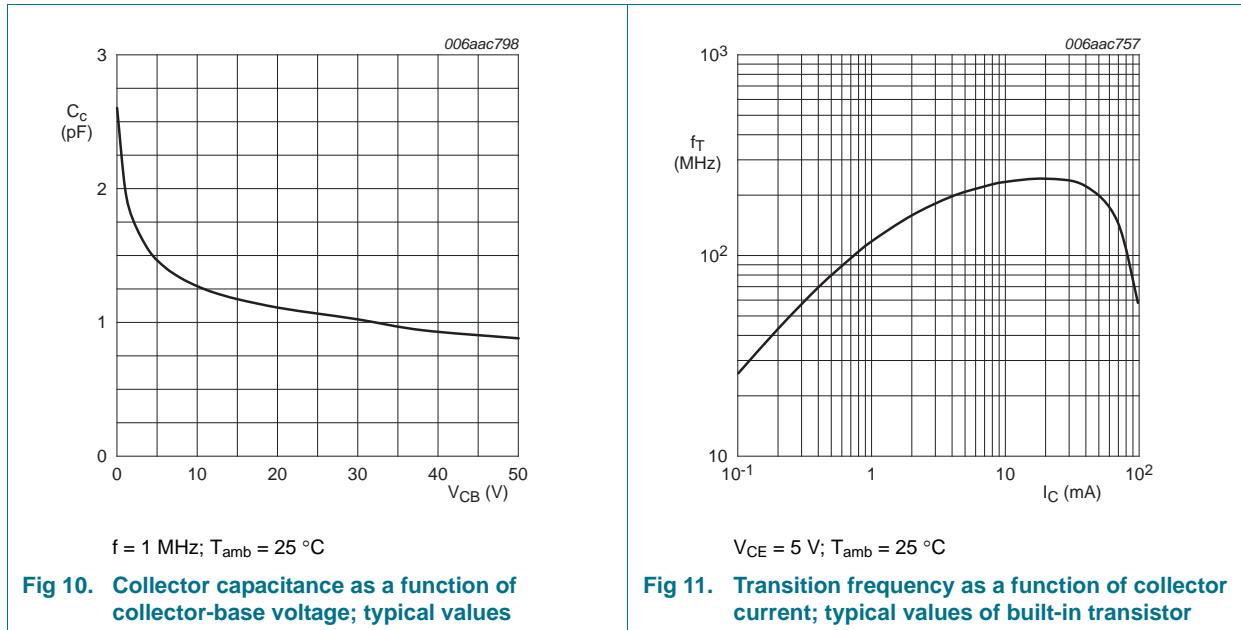 006aac798
3
C_c
(pF)
2
1
0
0 10 20 30 40 50
V_CB (V)
f = 1 MHz; T_amb = 25 °C
Fig 10. Collector capacitance as a function of
collector-base voltage; typical values
006aac757
10^3
f_T
(MHz)
10^2
10
10^-1 1 10 10^2
I_C (mA)
V_CE = 5 V; T_amb = 25 °C
Fig 11. Transition frequency as a function of collector
current; typical values of built-in transistor